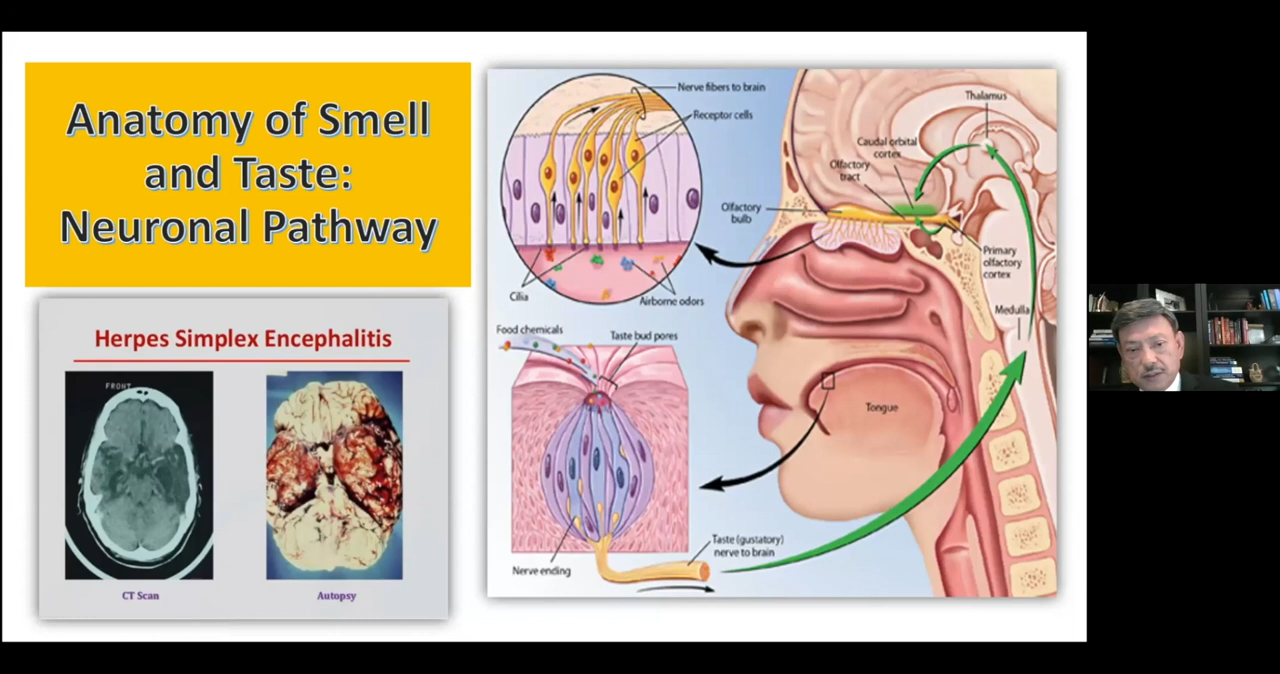 Anatomy of Smell
and Taste:
Neuronal Pathway
Herpes Simplex Encephalitis
FRONT
CT Scan
Autopsy
Nerve fibers to brain
Receptor cells
Cilia
Airborne odors
Food chemicals
Taste bud pores
Nerve ending
Taste (gustatory)
nerve to brain
Thalamus
Caudal orbital
cortex
Olfactory
tract
Olfactory
bulb
Primary
olfactory
cortex
Medulla
Tongue